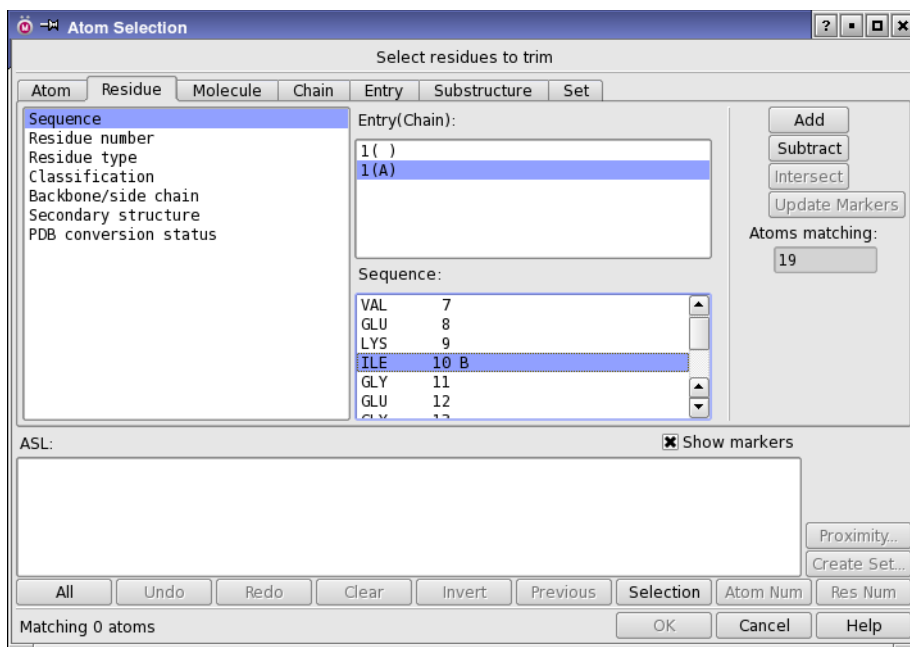 Atom Selection
Select residues to trim
Atom Residue Molecule Chain Entry Substructure Set
Sequence
Residue number
Residue type
Classification
Backbone/side chain
Secondary structure
PDB conversion status
Entry(Chain):
1( )
1(A)
Sequence:
VAL 7
GLU 8
LYS 9
ILE 10 B
GLY 11
GLU 12
Add
Subtract
Intersect
Update Markers
Atoms matching:
19
ASL:
Show markers
Proximity...
Create Set...
All Undo Redo Clear Invert Previous Selection Atom Num Res Num
Matching 0 atoms
OK Cancel Help